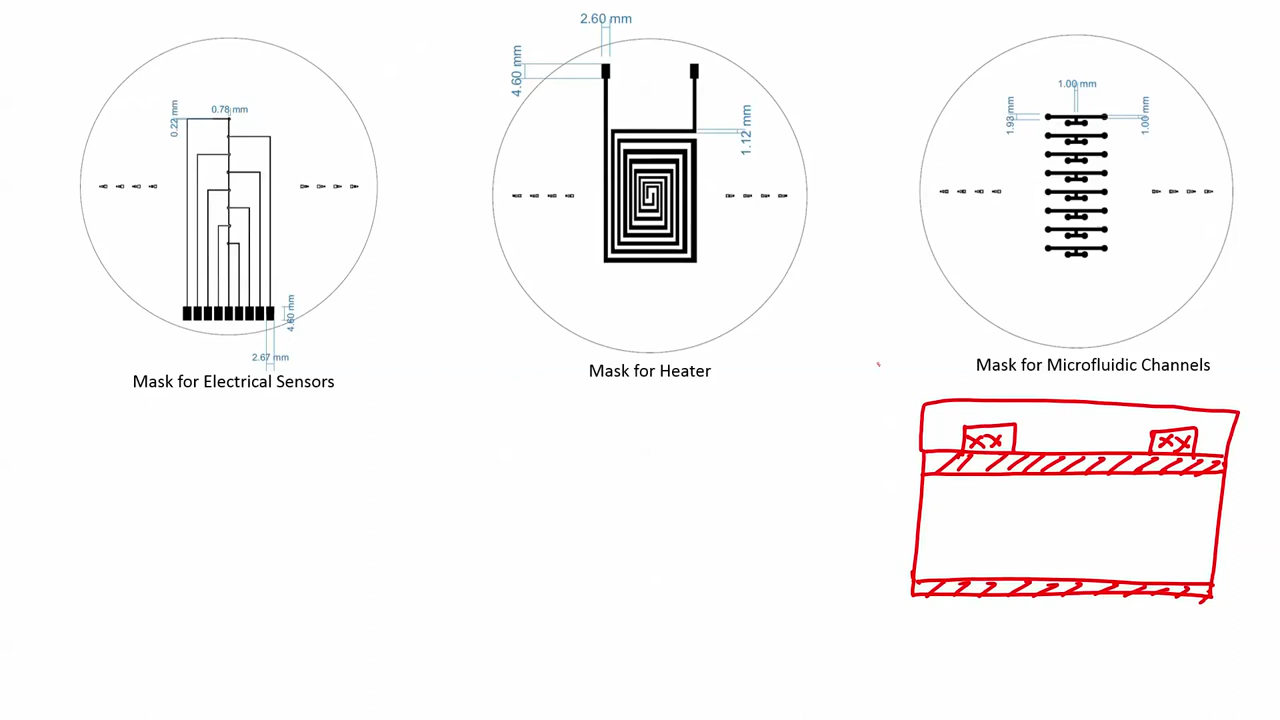 2.60 mm
4.60 mm
1.12 mm
0.78 mm
0.22 mm
4.60 mm
2.67 mm
1.00 mm
1.93 mm
1.00 mm
Mask for Electrical Sensors
Mask for Heater
Mask for Microfluidic Channels
XX
XX